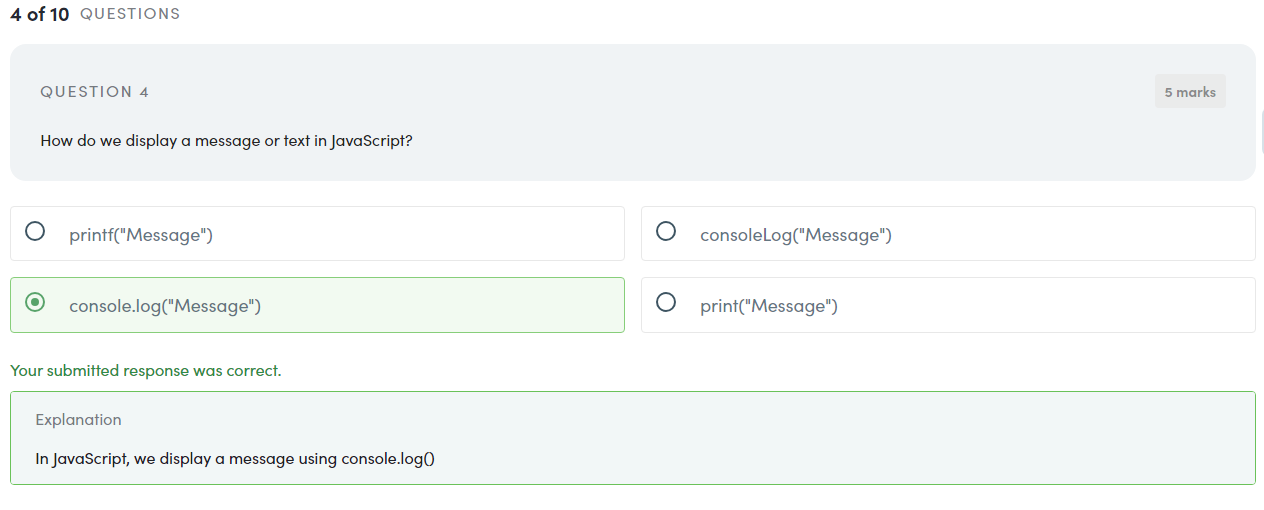 4 of 10 QUESTIONS
QUESTION 4
5 marks
How do we display a message or text in JavaScript?
printf("Message")
consoleLog("Message")
console.log("Message")
print("Message")
Your submitted response was correct.
Explanation
In JavaScript, we display a message using console.log()